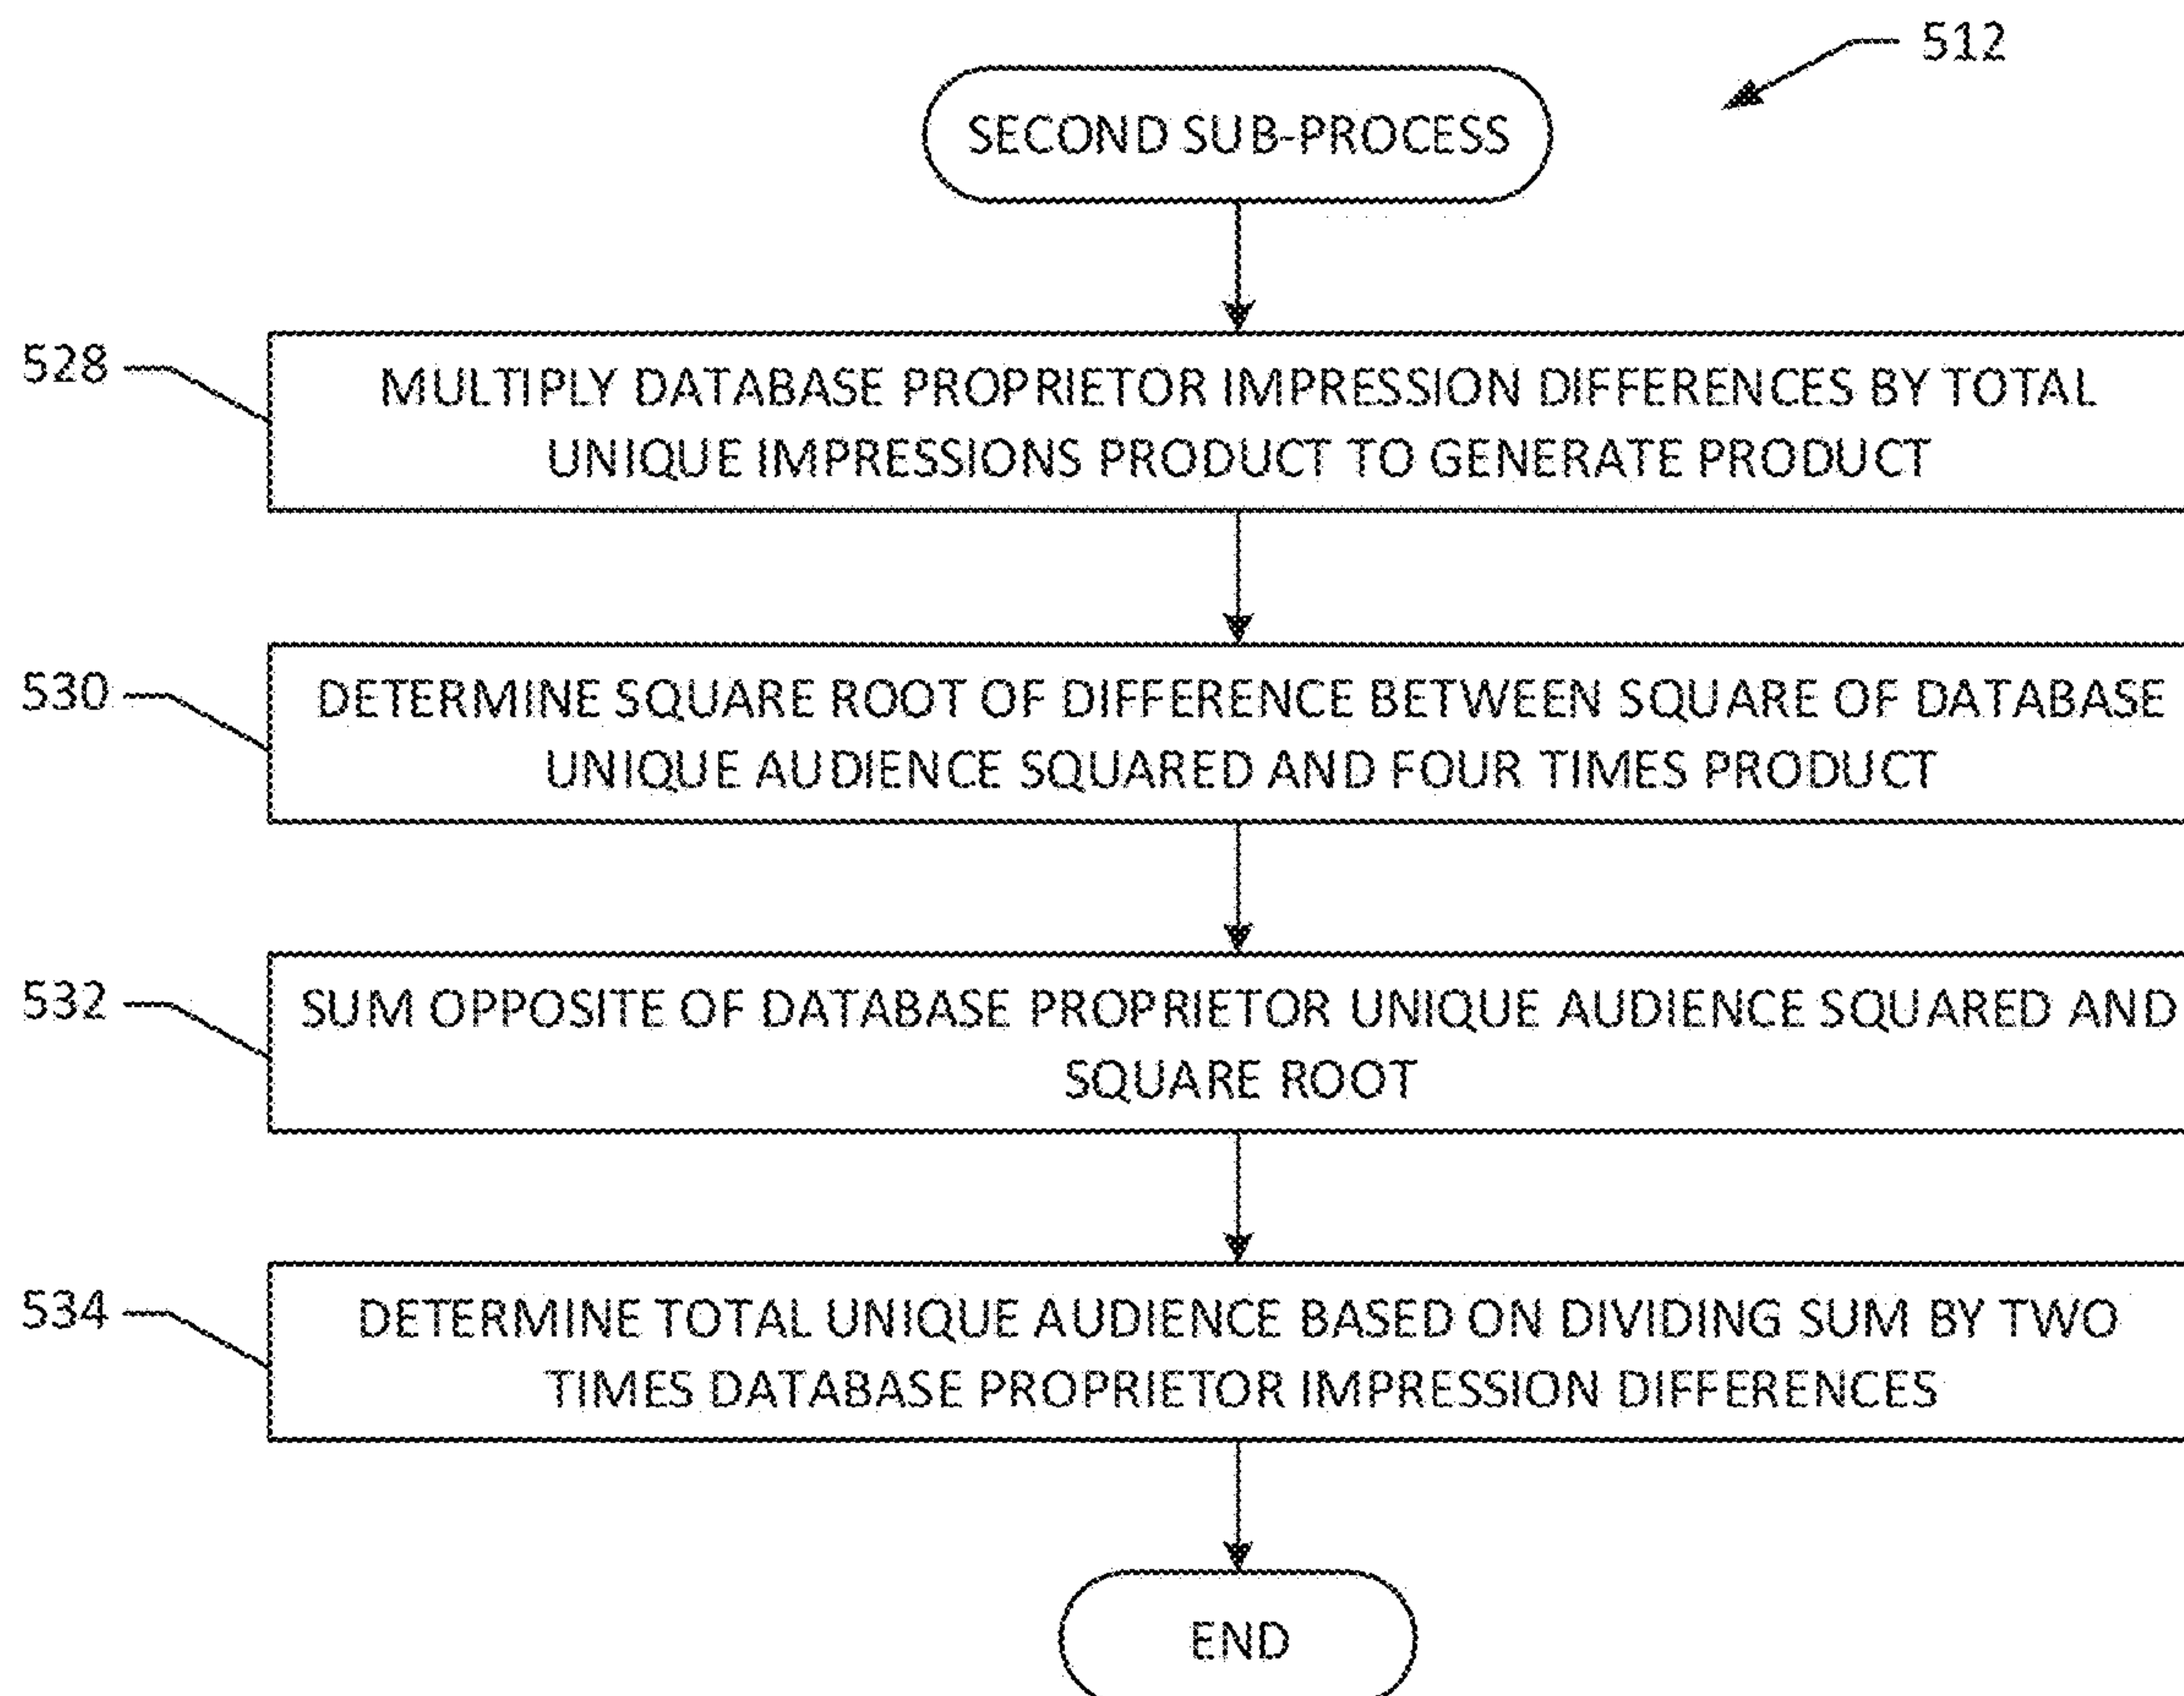 512
SECOND SUB-PROCESS
528
MULTIPLY DATABASE PROPRIETOR IMPRESSION DIFFERENCES BY TOTAL
UNIQUE IMPRESSIONS PRODUCT TO GENERATE PRODUCT
530
DETERMINE SQUARE ROOT OF DIFFERENCE BETWEEN SQUARE OF DATABASE
UNIQUE AUDIENCE SQUARED AND FOUR TIMES PRODUCT
532
SUM OPPOSITE OF DATABASE PROPRIETOR UNIQUE AUDIENCE SQUARED AND
SQUARE ROOT
534
DETERMINE TOTAL UNIQUE AUDIENCE BASED ON DIVIDING SUM BY TWO
TIMES DATABASE PROPRIETOR IMPRESSION DIFFERENCES
END